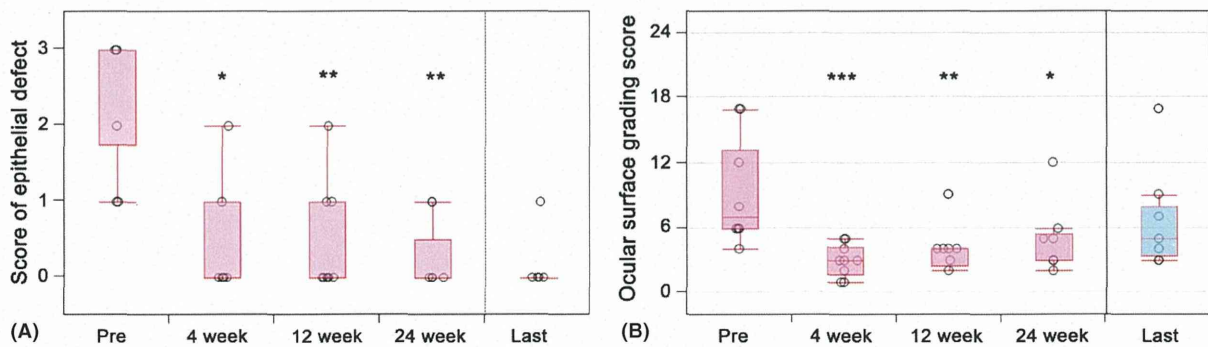 Score of epithelial defect
3
2
1
0
* ** **
(A) Pre 4 week 12 week 24 week Last
Ocular surface grading score
24
18
12
6
0
*** ** *
(B) Pre 4 week 12 week 24 week Last